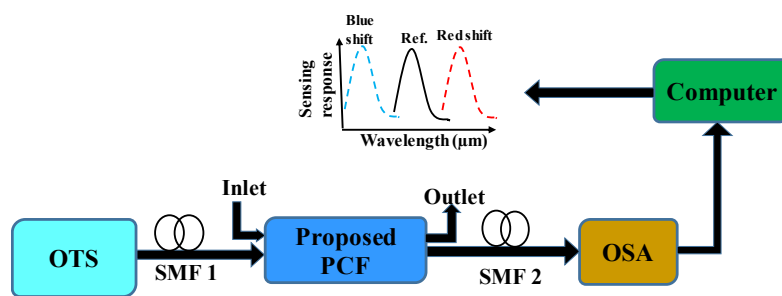 Blue
shift
Ref.
Red shift
Sensing
response
Wavelength (µm)
Computer
Inlet
Outlet
OTS
SMF 1
Proposed
PCF
SMF 2
OSA